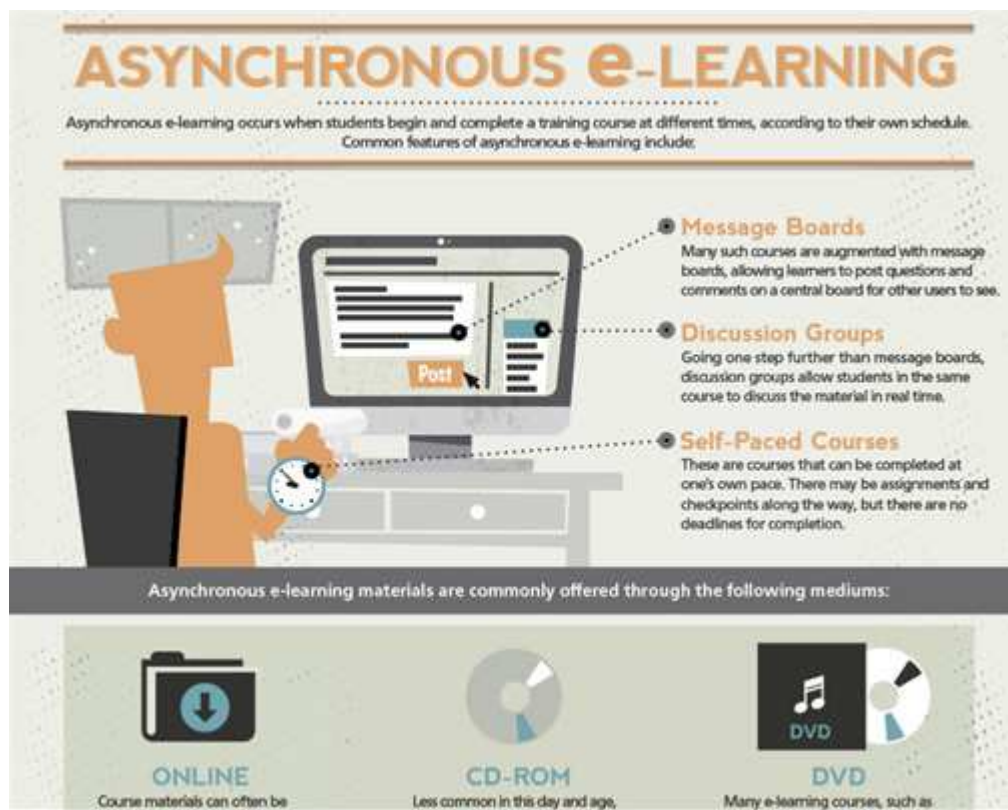 ASYNCHRONOUS e-LEARNING
Asynchronous e-learning occurs when students begin and complete a training course at different times, according to their own schedule.
Common features of asynchronous e-learning include:
Message Boards
Many such courses are augmented with message
boards, allowing learners to post questions and
comments on a central board for other users to see.
Discussion Groups
Going one step further than message boards,
discussion groups allow students in the same
course to discuss the material in real time.
Post
Self-Paced Courses
These are courses that can be completed at
one's own pace. There may be assignments and
checkpoints along the way, but there are no
deadlines for completion.
Asynchronous e-learning materials are commonly offered through the following mediums:
DVD
ONLINE
CD-ROM
DVD
Course materials can often be
Less common in this day and age,
Many e-learning courses, such as